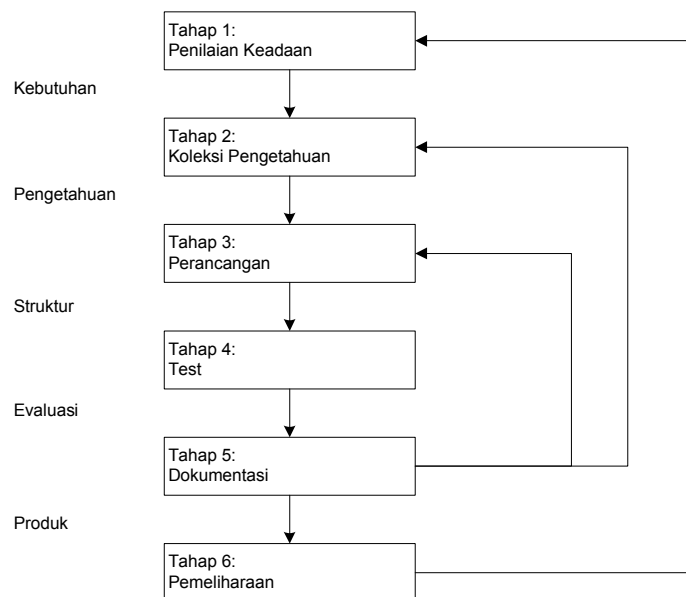 Tahap 1:
Penilaian Keadaan
Kebutuhan
Tahap 2:
Koleksi Pengetahuan
Pengetahuan
Tahap 3:
Perancangan
Struktur
Tahap 4:
Test
Evaluasi
Tahap 5:
Dokumentasi
Produk
Tahap 6:
Pemeliharaan